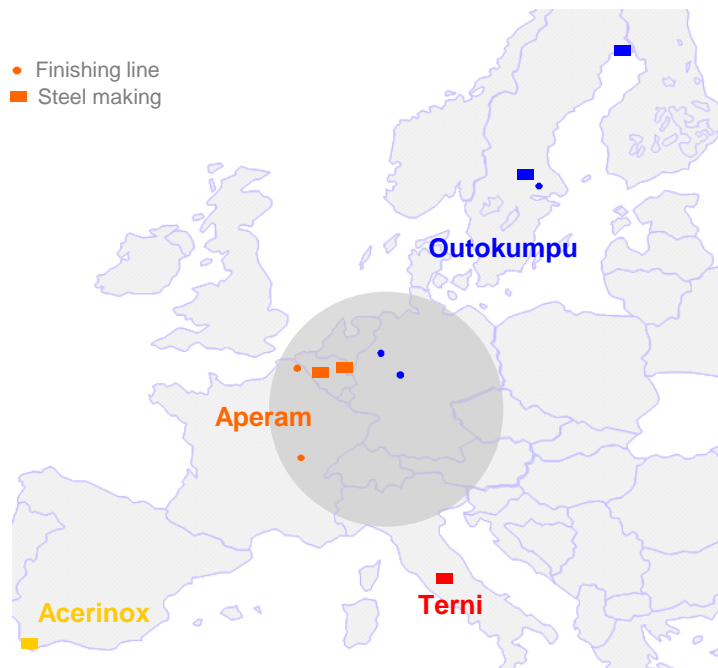 Finishing line
Steel making
Outokumpu
Aperam
Acerinox
Terni